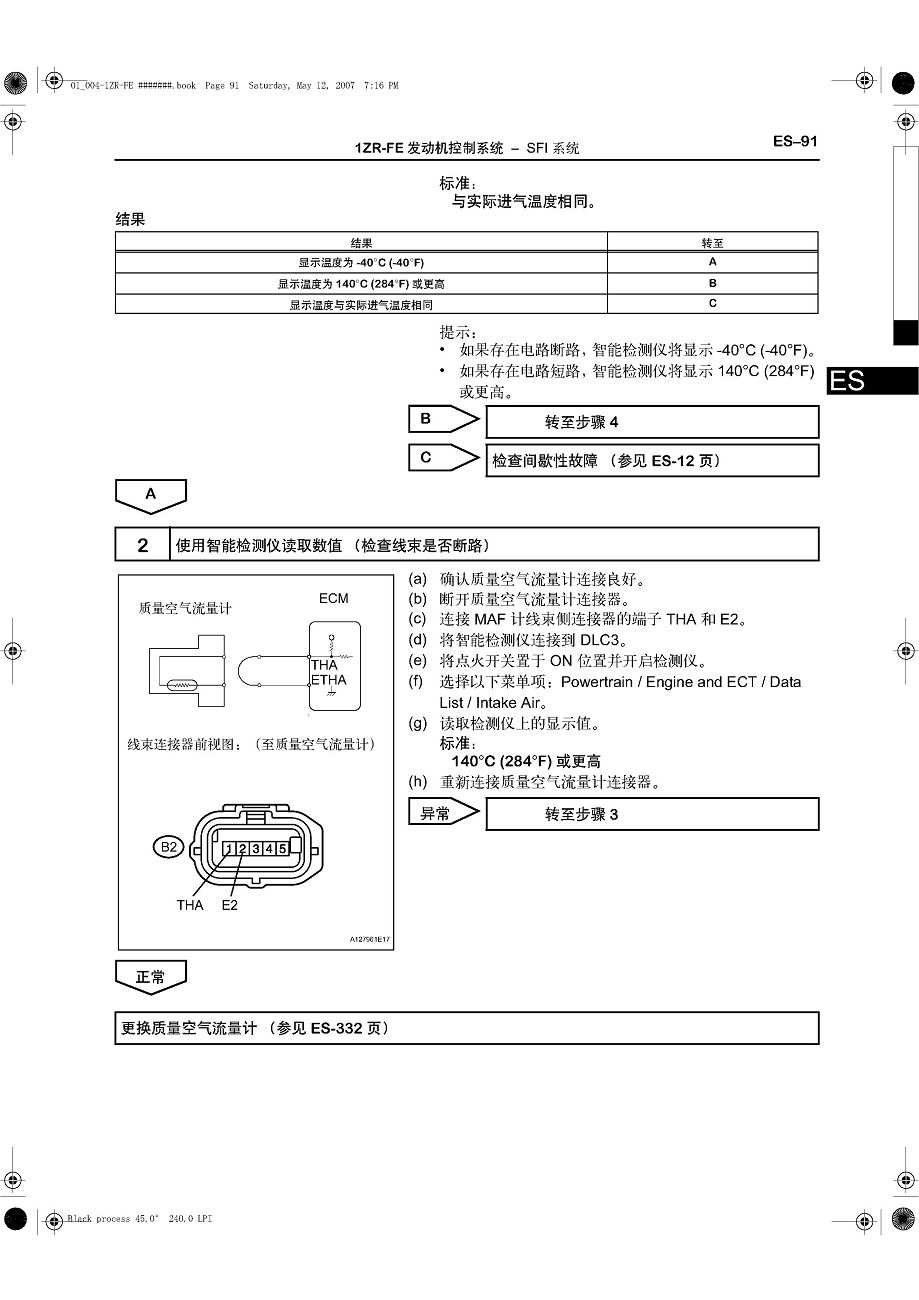 01_004-1ZR-FE #######.book Page 91 Saturday, May 12, 2007 7:16 PM
1ZR-FE 发动机控制系统 – SFI 系统
ES–91
标准：
与实际进气温度相同。
结果
结果 转至
显示温度为 -40°C (-40°F) A
显示温度为 140°C (284°F) 或更高 B
显示温度与实际进气温度相同 C
提示：
• 如果存在电路断路，智能检测仪将显示 -40°C (-40°F)。
• 如果存在电路短路，智能检测仪将显示 140°C (284°F)
或更高。
ES
B 转至步骤 4
C 检查间歇性故障 （参见 ES-12 页）
A
2 使用智能检测仪读取数值 （检查线束是否断路）
质量空气流量计
ECM
THA
ETHA
线束连接器前视图：（至质量空气流量计）
B2
1 2 3 4 5
THA E2
A127961E17
(a) 确认质量空气流量计连接良好。
(b) 断开质量空气流量计连接器。
(c) 连接 MAF 计线束侧连接器的端子 THA 和 E2。
(d) 将智能检测仪连接到 DLC3。
(e) 将点火开关置于 ON 位置并开启检测仪。
(f) 选择以下菜单项：Powertrain / Engine and ECT / Data
List / Intake Air。
(g) 读取检测仪上的显示值。
标准：
140°C (284°F) 或更高
(h) 重新连接质量空气流量计连接器。
异常 转至步骤 3
正常
更换质量空气流量计 （参见 ES-332 页）
Black process 45.0° 240.0 LPI